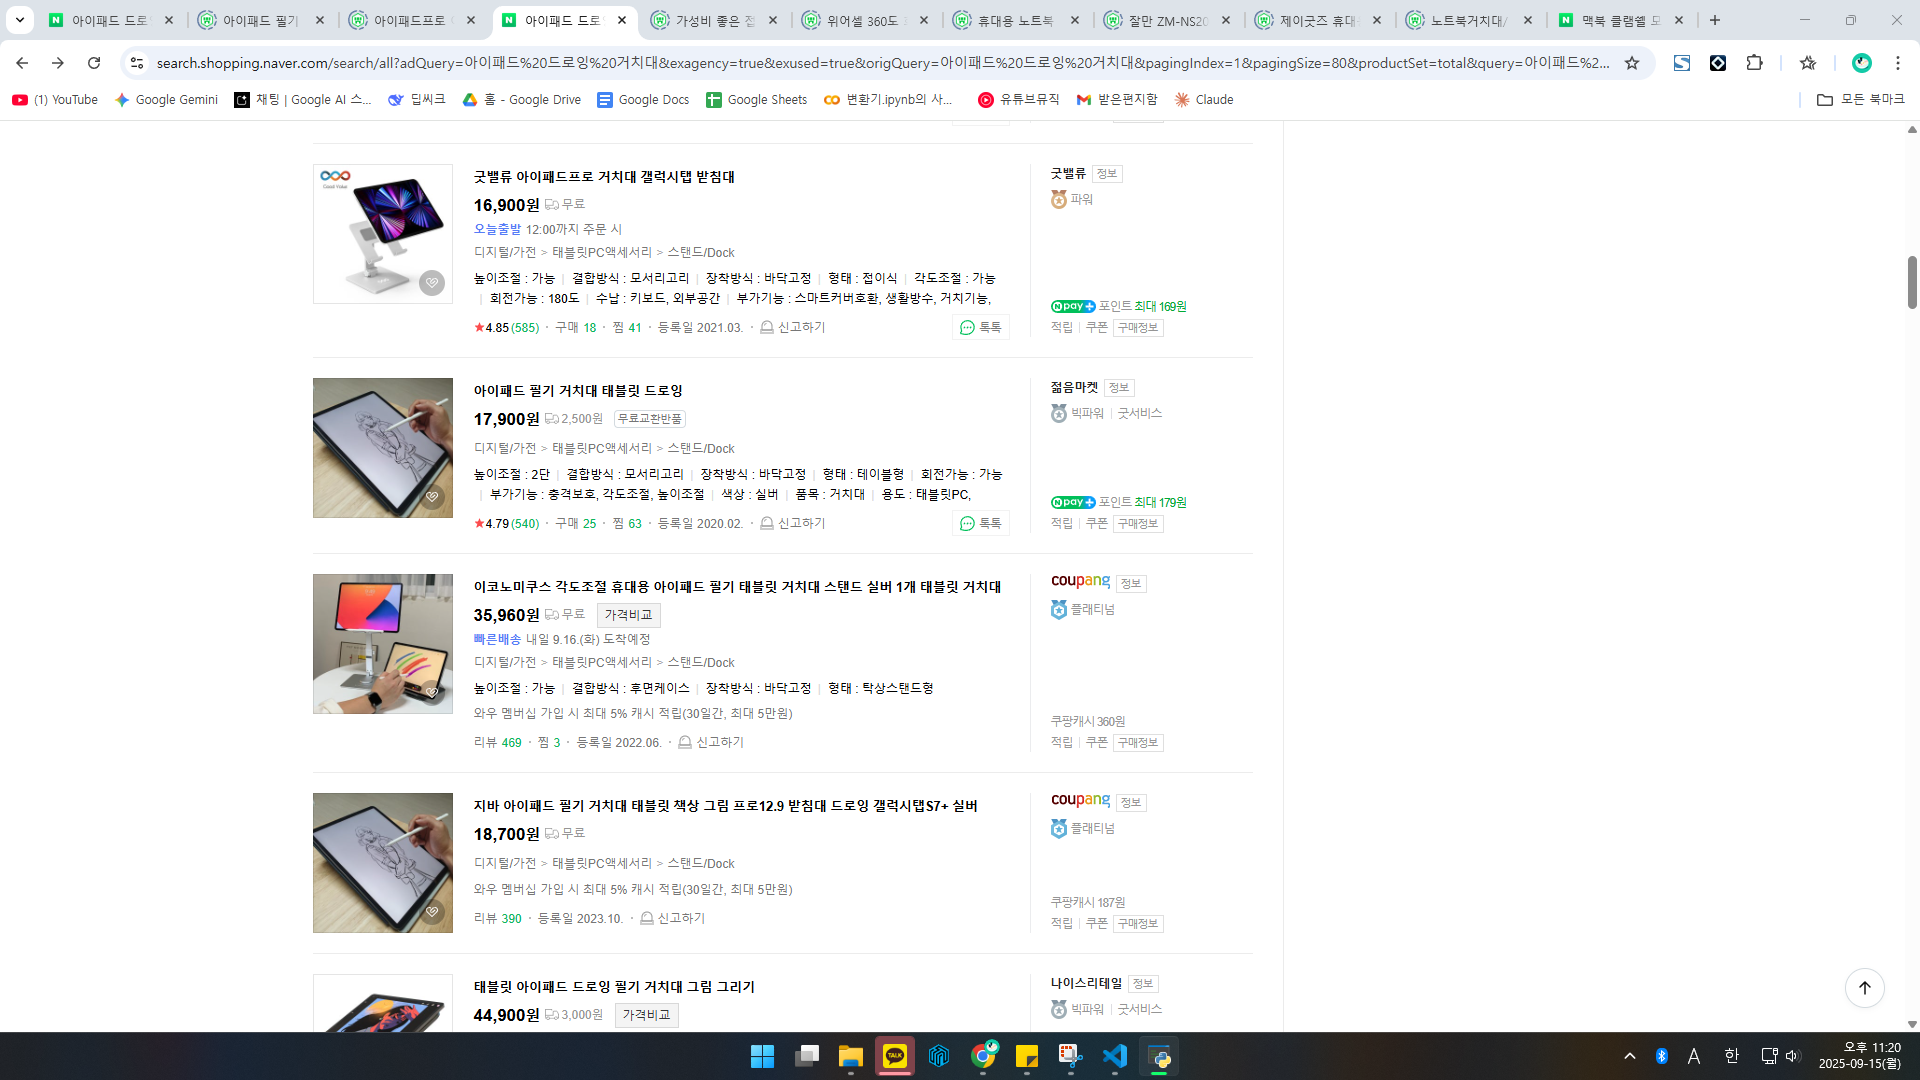 아이패드 드로
아이패드 필기
아이패드프로
아이패드 드로
가성비 좋은 접
위어셀 360도
휴대용 노트북
잘만 ZM-NS20
제이굿즈 휴대
노트북거치대/
맥북 클램쉘 모
search.shopping.naver.com/search/all?adQuery=아이패드%20드로잉%20거치대&exagency=true&exused=true&origQuery=아이패드%20드로잉%20거치대&pagingIndex=1&pagingSize=80&productSet=total&query=아이패드%2...
(1) YouTube
Google Gemini
채팅 | Google AI 스...
딥씨크
홈 - Google Drive
Google Docs
Google Sheets
변환기.ipynb의 사...
유튜브뮤직
받은편지함
Claude
모든 북마크
Good Value
굿밸류 아이패드프로 거치대 갤럭시탭 받침대
16,900원 무료
오늘출발 12:00까지 주문 시
디지털/가전 > 태블릿PC액세서리 > 스탠드/Dock
높이조절 : 가능 | 결합방식 : 모서리고리 | 장착방식 : 바닥고정 | 형태 : 접이식 | 각도조절 : 가능
| 회전가능 : 180도 | 수납 : 키보드, 외부공간 | 부가기능 : 스마트커버호환, 생활방수, 거치기능,
★4.85(585) · 구매 18 · 찜 41 · 등록일 2021.03. · 신고하기
톡톡
굿밸류 정보
파워
N pay+ 포인트 최대 169원
적립 | 쿠폰 구매정보
아이패드 필기 거치대 태블릿 드로잉
17,900원 2,500원 무료교환반품
디지털/가전 > 태블릿PC액세서리 > 스탠드/Dock
높이조절 : 2단 | 결합방식 : 모서리고리 | 장착방식 : 바닥고정 | 형태 : 테이블형 | 회전가능 : 가능
| 부가기능 : 충격보호, 각도조절, 높이조절 | 색상 : 실버 | 품목 : 거치대 | 용도 : 태블릿PC,
★4.79(540) · 구매 25 · 찜 63 · 등록일 2020.02. · 신고하기
톡톡
젊음마켓 정보
빅파워 | 굿서비스
N pay+ 포인트 최대 179원
적립 | 쿠폰 구매정보
이코노미쿠스 각도조절 휴대용 아이패드 필기 태블릿 거치대 스탠드 실버 1개 태블릿 거치대
35,960원 무료 가격비교
빠른배송 내일 9.16.(화) 도착예정
디지털/가전 > 태블릿PC액세서리 > 스탠드/Dock
높이조절 : 가능 | 결합방식 : 후면케이스 | 장착방식 : 바닥고정 | 형태 : 탁상스탠드형
와우 멤버십 가입 시 최대 5% 캐시 적립(30일간, 최대 5만원)
리뷰 469 · 찜 3 · 등록일 2022.06. · 신고하기
coupang 정보
플래티넘
쿠팡캐시 360원
적립 | 쿠폰 구매정보
지바 아이패드 필기 거치대 태블릿 책상 그림 프로12.9 받침대 드로잉 갤럭시탭S7+ 실버
18,700원 무료
디지털/가전 > 태블릿PC액세서리 > 스탠드/Dock
와우 멤버십 가입 시 최대 5% 캐시 적립(30일간, 최대 5만원)
리뷰 390 · 등록일 2023.10. · 신고하기
coupang 정보
플래티넘
쿠팡캐시 187원
적립 | 쿠폰 구매정보
태블릿 아이패드 드로잉 필기 거치대 그림 그리기
44,900원 3,000원 가격비교
나이스리테일 정보
빅파워 | 굿서비스
TALK
A
한
오후 11:20
2025-09-15(월)